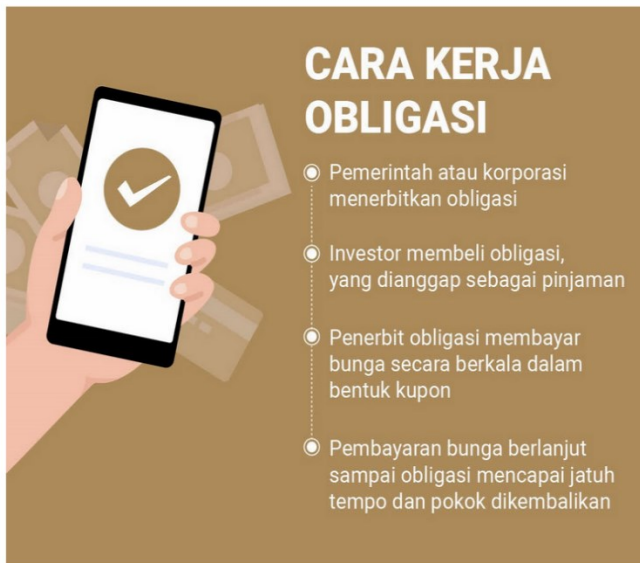 CARA KERJA
OBLIGASI
Pemerintah atau korporasi
menerbitkan obligasi
Investor membeli obligasi,
yang dianggap sebagai pinjaman
Penerbit obligasi membayar
bunga secara berkala dalam
bentuk kupon
Pembayaran bunga berlanjut
sampai obligasi mencapai jatuh
tempo dan pokok dikembalikan